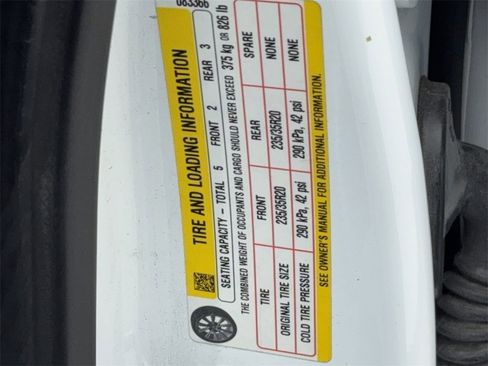 083366
TIRE AND LOADING INFORMATION
SEATING CAPACITY – TOTAL 5 FRONT 2 REAR 3
THE COMBINED WEIGHT OF OCCUPANTS AND CARGO SHOULD NEVER EXCEED 375 kg OR 826 lb
TIRE FRONT REAR SPARE
ORIGINAL TIRE SIZE 235/35R20 235/35R20 NONE
COLD TIRE PRESSURE 290 kPa, 42 psi 290 kPa, 42 psi NONE
SEE OWNER'S MANUAL FOR ADDITIONAL INFORMATION